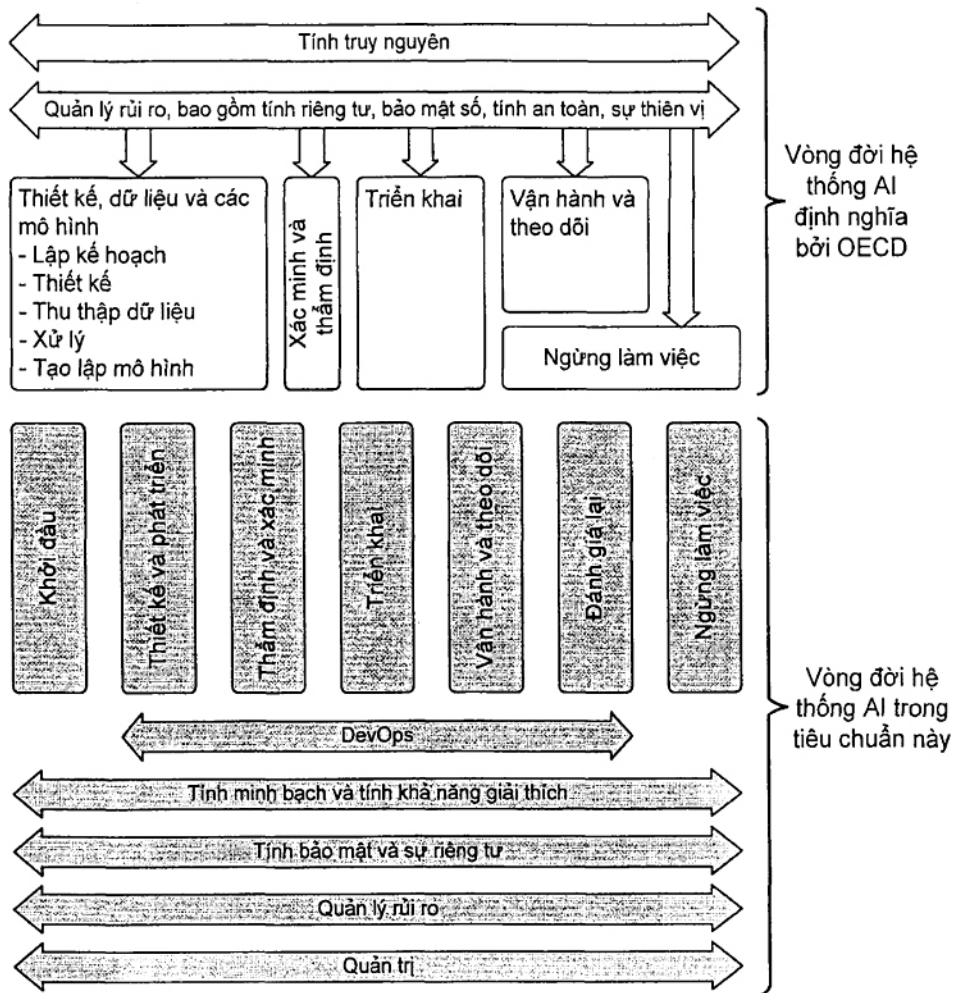 Tính truy nguyên
Quản lý rủi ro, bao gồm tính riêng tư, bảo mật số, tính an toàn, sự thiên vị
Thiết kế, dữ liệu và các
mô hình
- Lập kế hoạch
- Thiết kế
- Thu thập dữ liệu
- Xử lý
- Tạo lập mô hình
Xác minh và
thẩm định
Triển khai
Vận hành và
theo dõi
Ngừng làm việc
Vòng đời hệ
thống AI
định nghĩa
bởi OECD
Khởi đầu
Thiết kế và phát triển
Thẩm định và xác minh
Triển khai
Vận hành và theo dõi
Đánh giá lại
Ngừng làm việc
DevOps
Tính minh bạch và tính khả năng giải thích
Tính bảo mật và sự riêng tư
Quản lý rủi ro
Quản trị
Vòng đời hệ
thống AI trong
tiêu chuẩn này